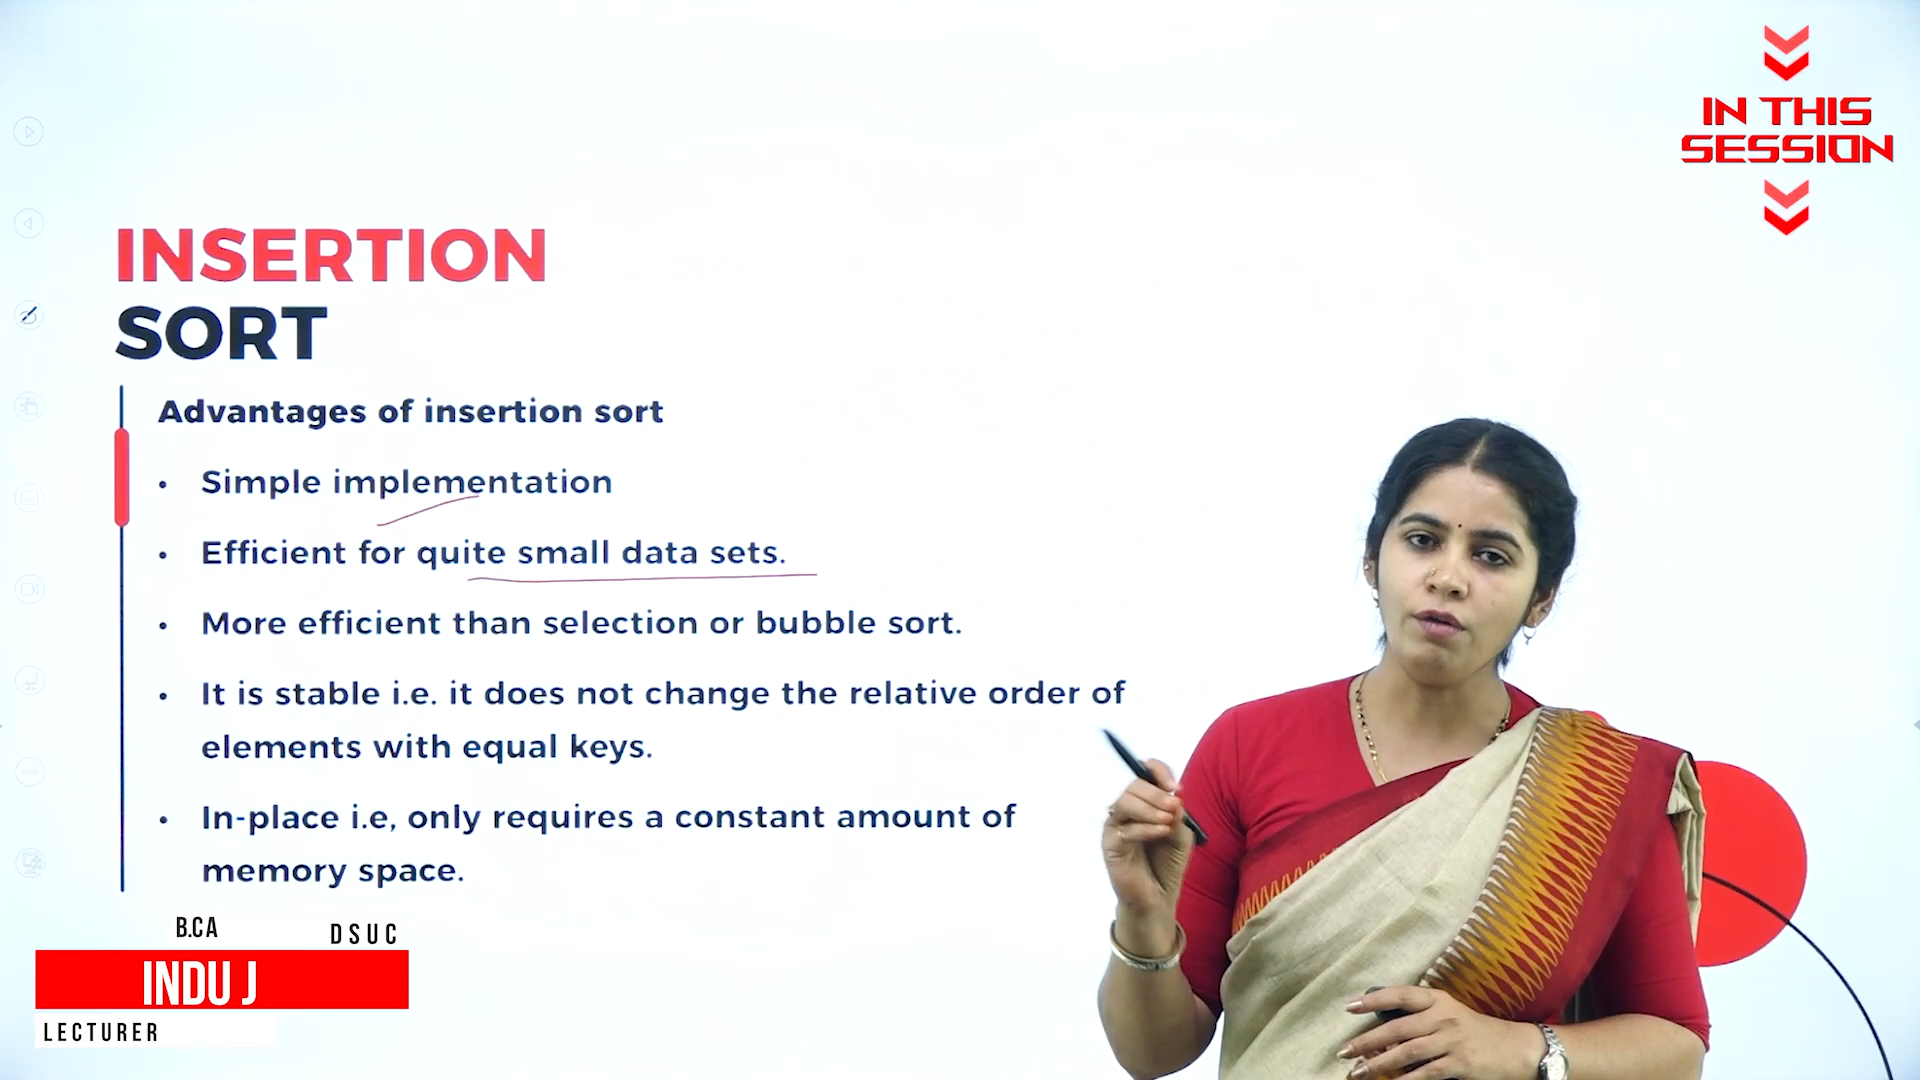 IN THIS
SESSION
INSERTION
SORT
Advantages of insertion sort
• Simple implementation
• Efficient for quite small data sets.
• More efficient than selection or bubble sort.
• It is stable i.e. it does not change the relative order of
elements with equal keys.
• In-place i.e, only requires a constant amount of
memory space.
B.CA
DSUC
INDU J
LECTURER